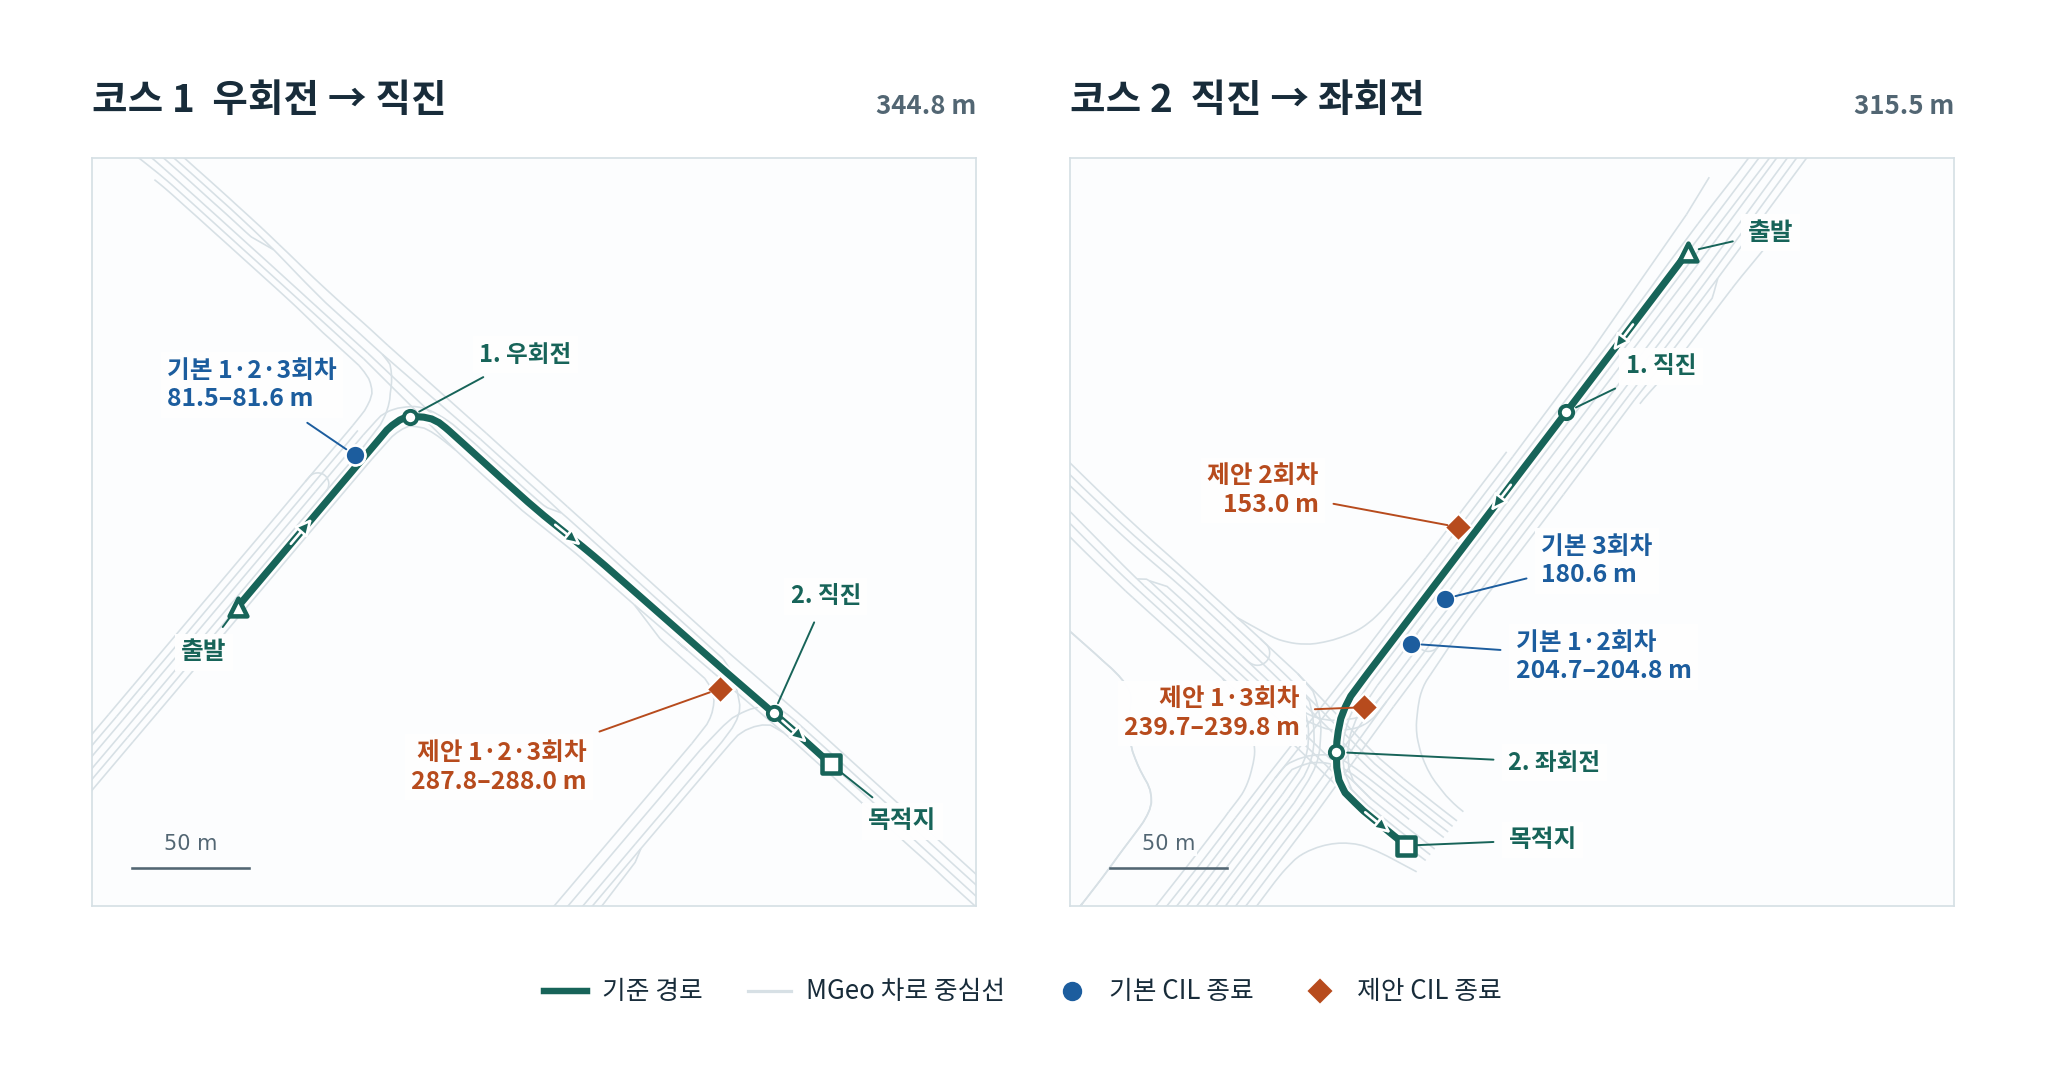 코스 1 우회전 → 직진
344.8 m
기본 1·2·3회차
81.5–81.6 m
1. 우회전
2. 직진
출발
제안 1·2·3회차
287.8–288.0 m
목적지
50 m
코스 2 직진 → 좌회전
315.5 m
출발
1. 직진
제안 2회차
153.0 m
기본 3회차
180.6 m
기본 1·2회차
204.7–204.8 m
제안 1·3회차
239.7–239.8 m
2. 좌회전
목적지
50 m
기준 경로
MGeo 차로 중심선
기본 CIL 종료
제안 CIL 종료